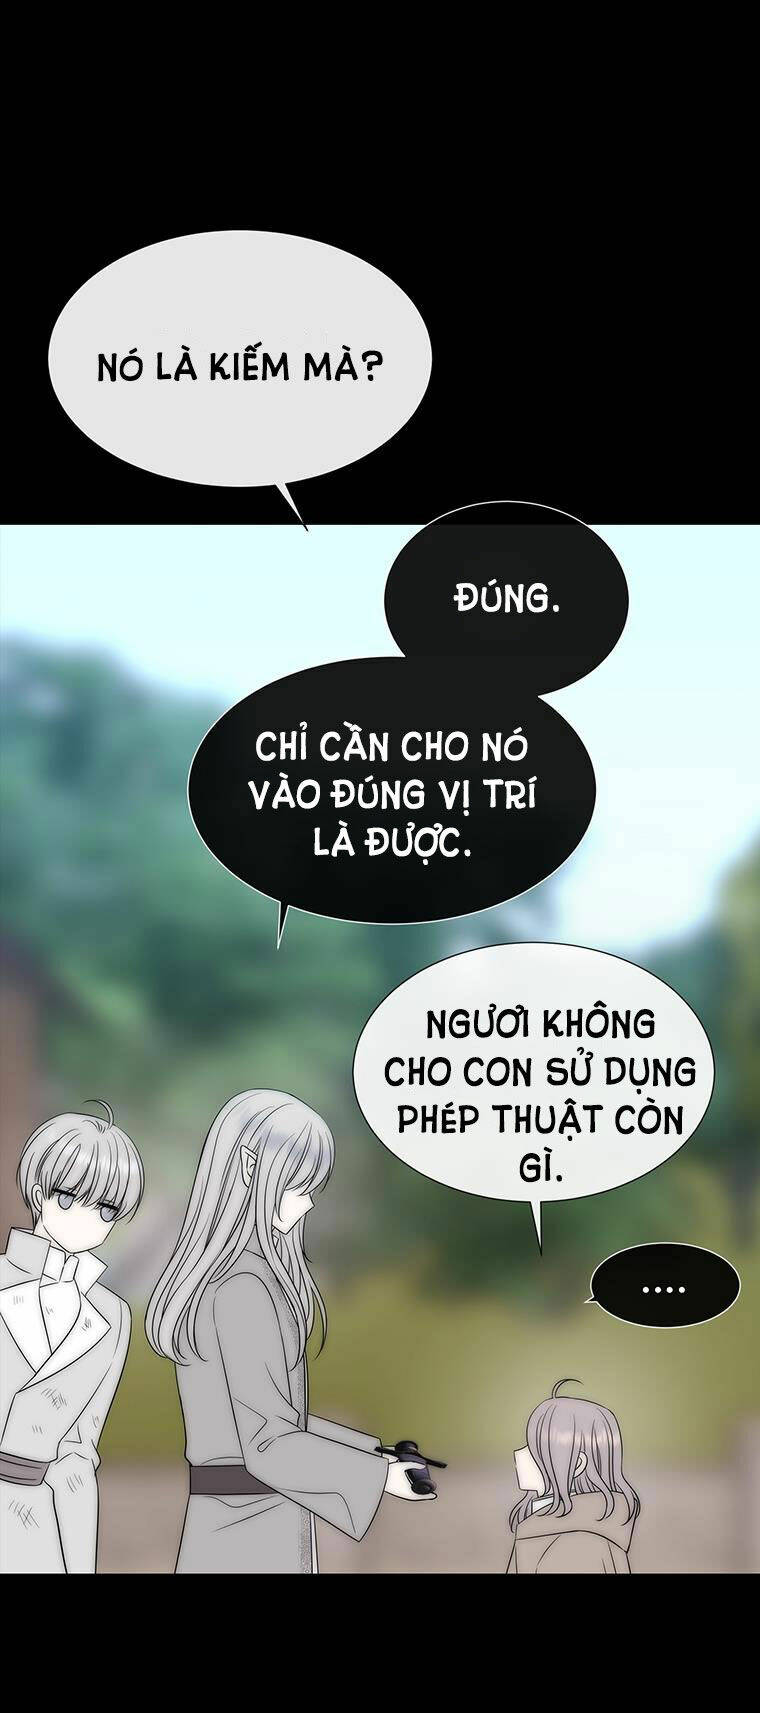 NÓ LÀ KIẾM MÀ?
ĐÚNG.
CHỈ CẦN CHO NÓ
VÀO ĐÚNG VỊ TRÍ
LÀ ĐƯỢC.
NGƯƠI KHÔNG
CHO CON SỬ DỤNG
PHÉP THUẬT CÒN
GÌ.
....